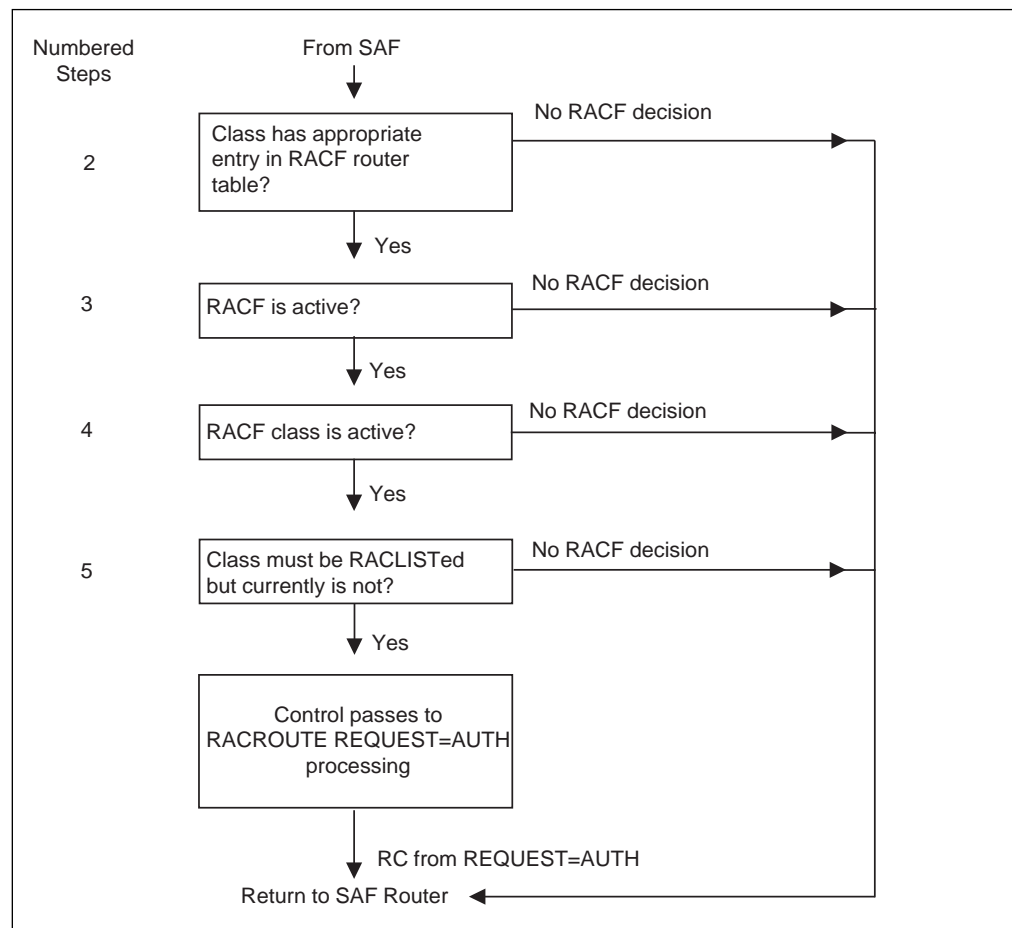 Numbered
Steps
From SAF
2
Class has appropriate
entry in RACF router
table?
No RACF decision
Yes
3
RACF is active?
No RACF decision
Yes
4
RACF class is active?
No RACF decision
Yes
5
Class must be RACLISTed
but currently is not?
No RACF decision
Yes
Control passes to
RACROUTE REQUEST=AUTH
processing
RC from REQUEST=AUTH
Return to SAF Router